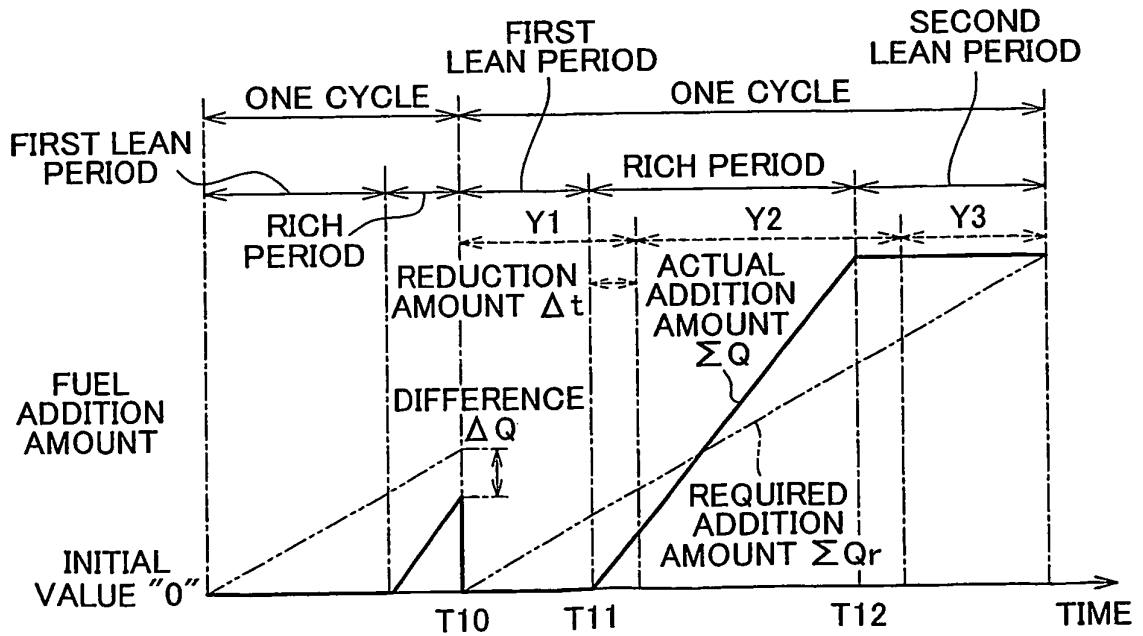 FIRST
LEAN PERIOD
SECOND
LEAN PERIOD
ONE CYCLE
ONE CYCLE
FIRST LEAN
PERIOD
RICH
PERIOD
RICH PERIOD
Y1
Y2
Y3
REDUCTION
AMOUNT Δt
ACTUAL
ADDITION
AMOUNT
ΣQ
FUEL
ADDITION
AMOUNT
DIFFERENCE
ΔQ
REQUIRED
ADDITION
AMOUNT ΣQr
INITIAL
VALUE "0"
T10
T11
T12
TIME